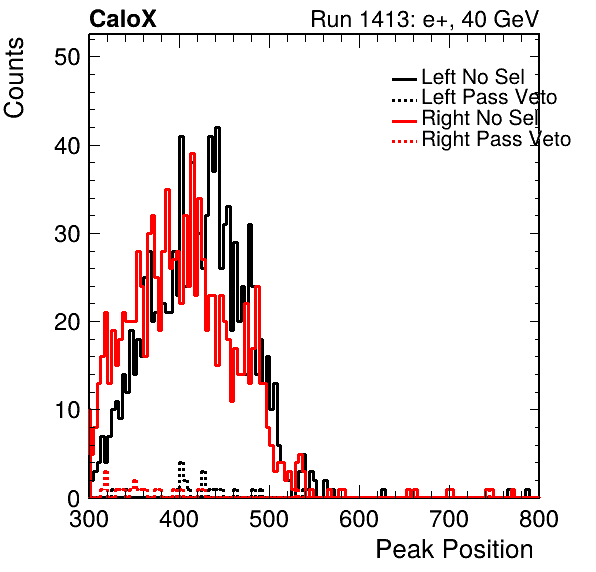 CaloX Run 1413: e+, 40 GeV
Counts
50
40
30
20
10
0
Left No Sel
Left Pass Veto
Right No Sel
Right Pass Veto
300 400 500 600 700 800
Peak Position